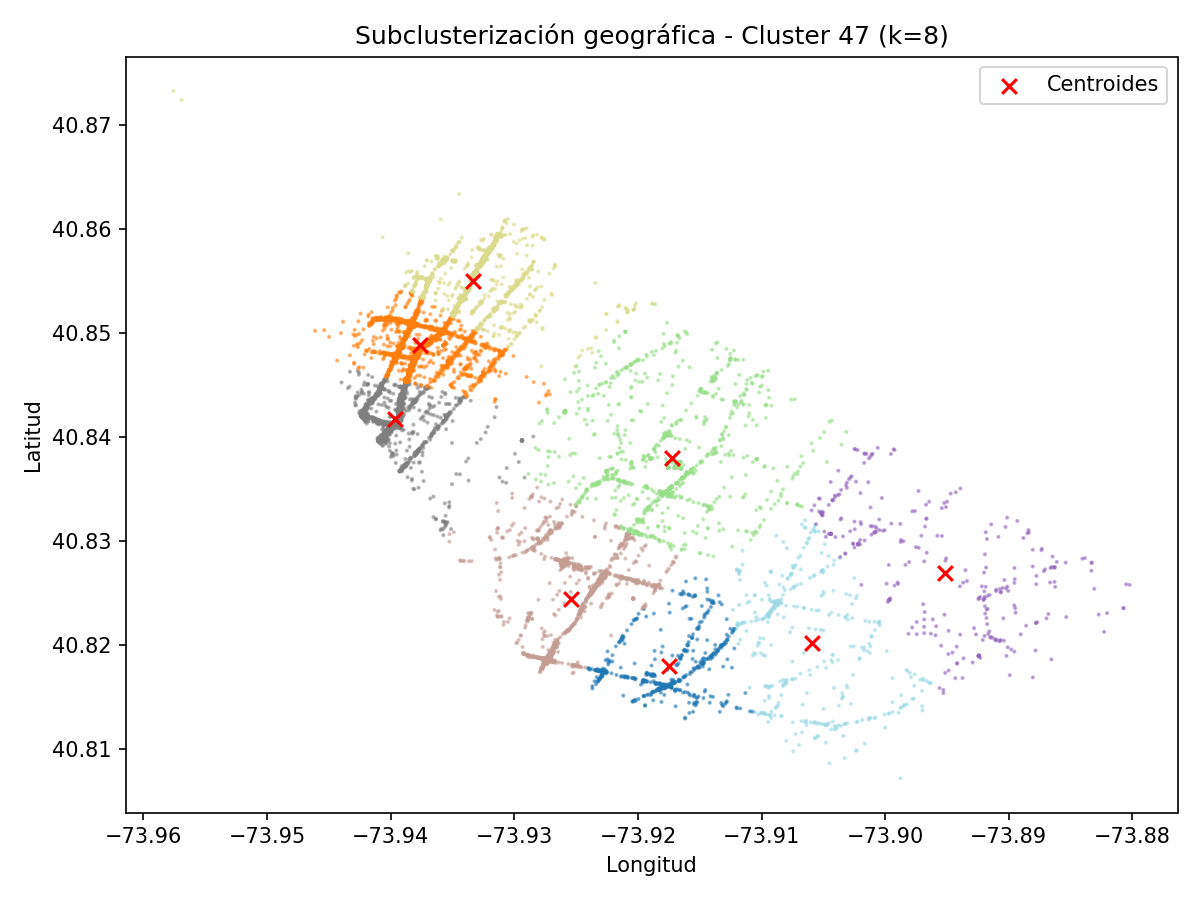 Subclusterización geográfica - Cluster 47 (k=8)
Centroides
40.87
40.86
40.85
40.84
40.83
40.82
40.81
Latitud
−73.96 −73.95 −73.94 −73.93 −73.92 −73.91 −73.90 −73.89 −73.88
Longitud